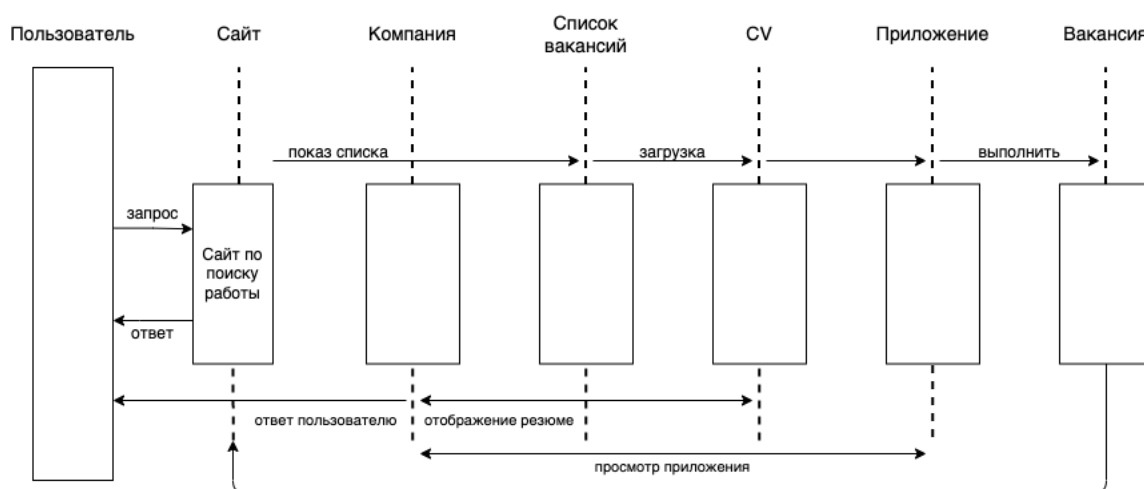 Пользователь
Сайт
Компания
Список
вакансий
CV
Приложение
Вакансия
показ списка
загрузка
выполнить
запрос
Сайт по
поиску
работы
ответ
ответ пользователю
отображение резюме
просмотр приложения